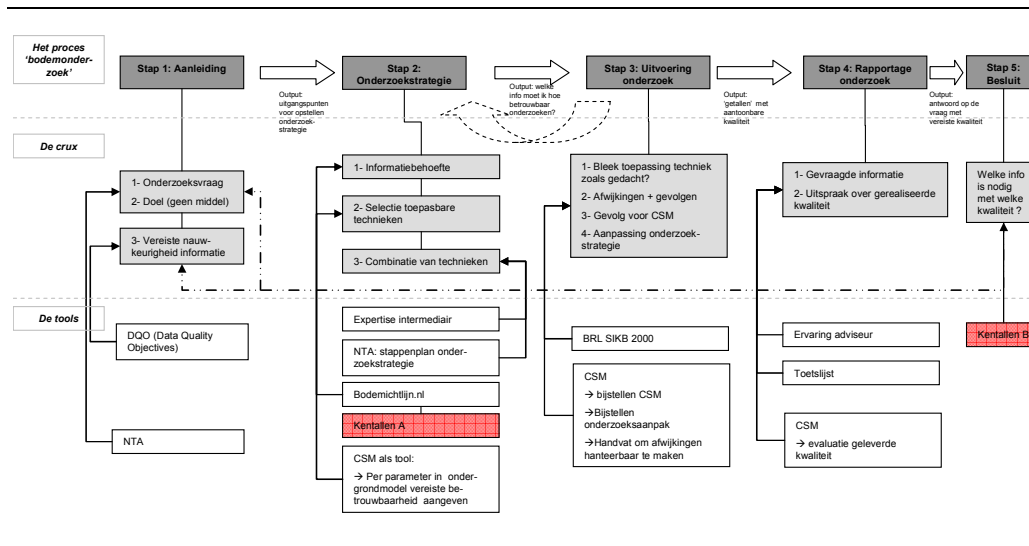 Het proces
'bodemonder-
zoek'
Stap 1: Aanleiding
Stap 2:
Onderzoekstrategie
Stap 3: Uitvoering
onderzoek
Stap 4: Rapportage
onderzoek
Stap 5:
Besluit
Output:
uitgangspunten
voor opstellen
onderzoek-
strategie
Output: welke
info moet ik hoe
betrouwbaar
onderzoeken?
Output:
'getallen' met
aantoonbare
kwaliteit
Output:
antwoord op de
vraag met
vereiste kwaliteit
De crux
1- Onderzoeksvraag
2- Doel (geen middel)
3- Vereiste nauw-
keurigheid informatie
1- Informatiebehoefte
2- Selectie toepasbare
technieken
3- Combinatie van technieken
1- Bleek toepassing techniek
zoals gedacht?
2- Afwijkingen + gevolgen
3- Gevolg voor CSM
4- Aanpassing onderzoek-
strategie
1- Gevraagde informatie
2- Uitspraak over gerealiseerde
kwaliteit
Welke info
is nodig
met welke
kwaliteit ?
De tools
DQO (Data Quality
Objectives)
NTA
Expertise intermediair
NTA: stappenplan onder-
zoekstrategie
Bodemichtlijn.nl
Kentallen A
CSM als tool:
→ Per parameter in onder-
grondmodel vereiste be-
trouwbaarheid aangeven
BRL SIKB 2000
CSM
→ bijstellen CSM
→Bijstellen
onderzoeksaanpak
→Handvat om afwijkingen
hanteerbaar te maken
Ervaring adviseur
Toetslijst
CSM
→ evaluatie geleverde
kwaliteit
Kentallen B